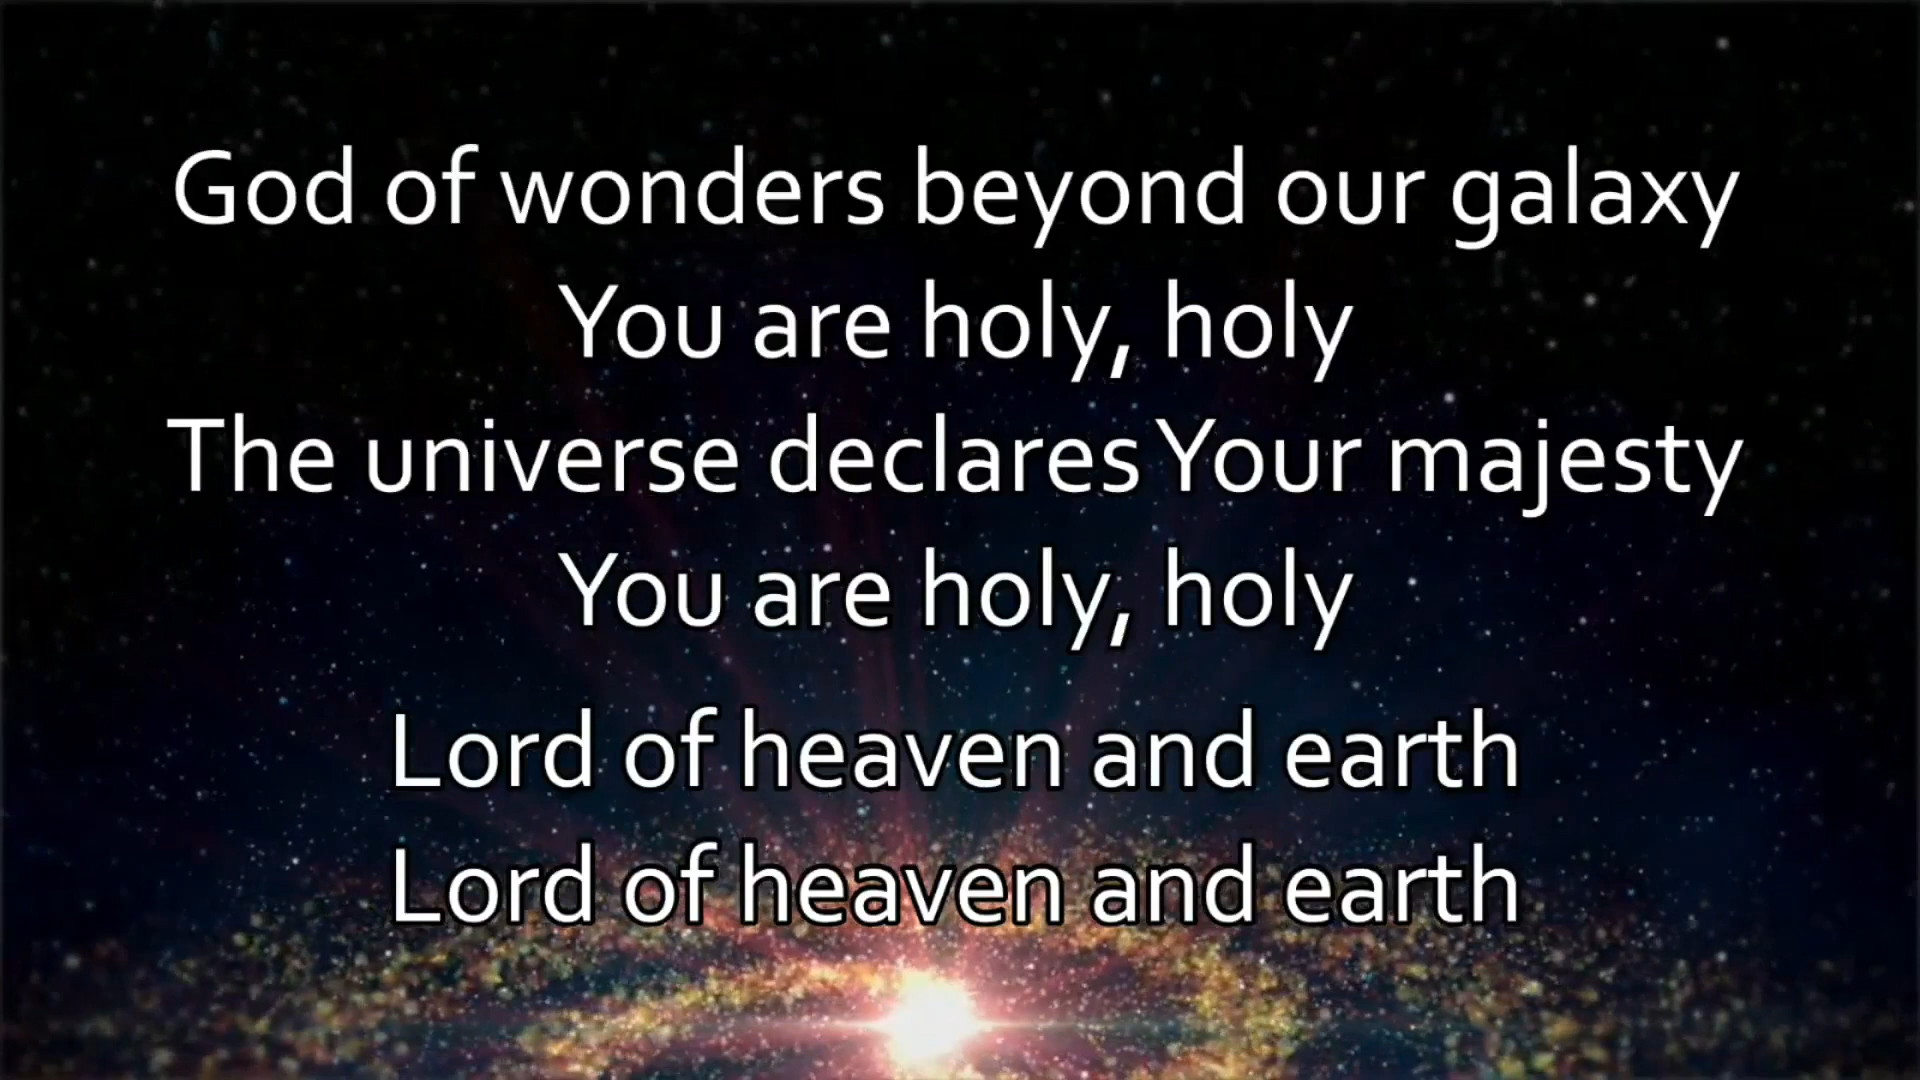 God of wonders beyond our galaxy
You are holy, holy
The universe declares Your majesty
You are holy, holy
Lord of heaven and earth
Lord of heaven and earth